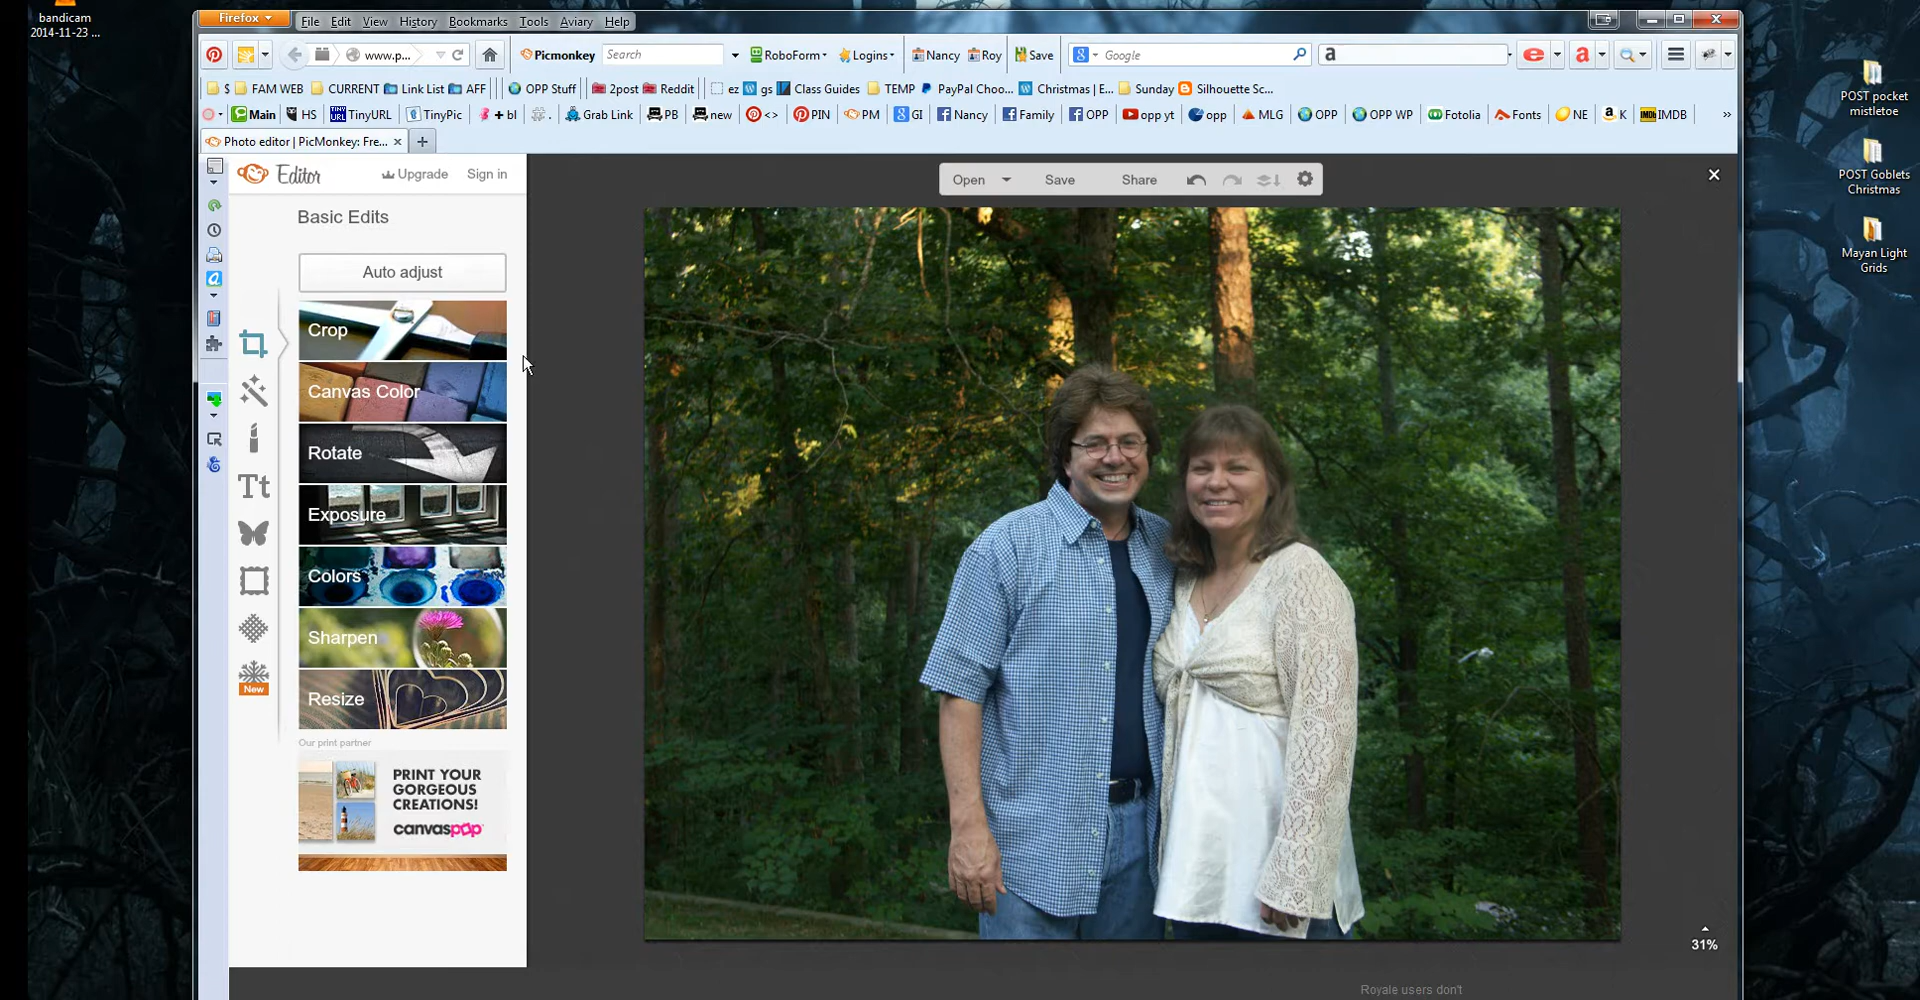 bandicam
2014-11-23 ...
Firefox
File Edit View History Bookmarks Tools Aviary Help
www.p...
Picmonkey Search RoboForm Logins Nancy Roy Save Google a e a
$ FAM WEB CURRENT Link List AFF OPP Stuff 2post Reddit ez gs Class Guides TEMP PayPal Choo... Christmas | E... Sunday Silhouette Sc...
Main HS TinyURL TinyPic + bl Grab Link PB new <> PIN PM GI Nancy Family OPP opp yt opp MLG OPP OPP WP Fotolia Fonts NE K IMDB »
Photo editor | PicMonkey: Fre...
Editor Upgrade Sign in
Open Save Share
Basic Edits
Auto adjust
Crop
Canvas Color
Rotate
Exposure
Colors
Sharpen
Resize
Tt
New
Our print partner
PRINT YOUR
GORGEOUS
CREATIONS!
canvaspop
31%
Royale users don't
POST pocket
mistletoe
POST Goblets
Christmas
Mayan Light
Grids